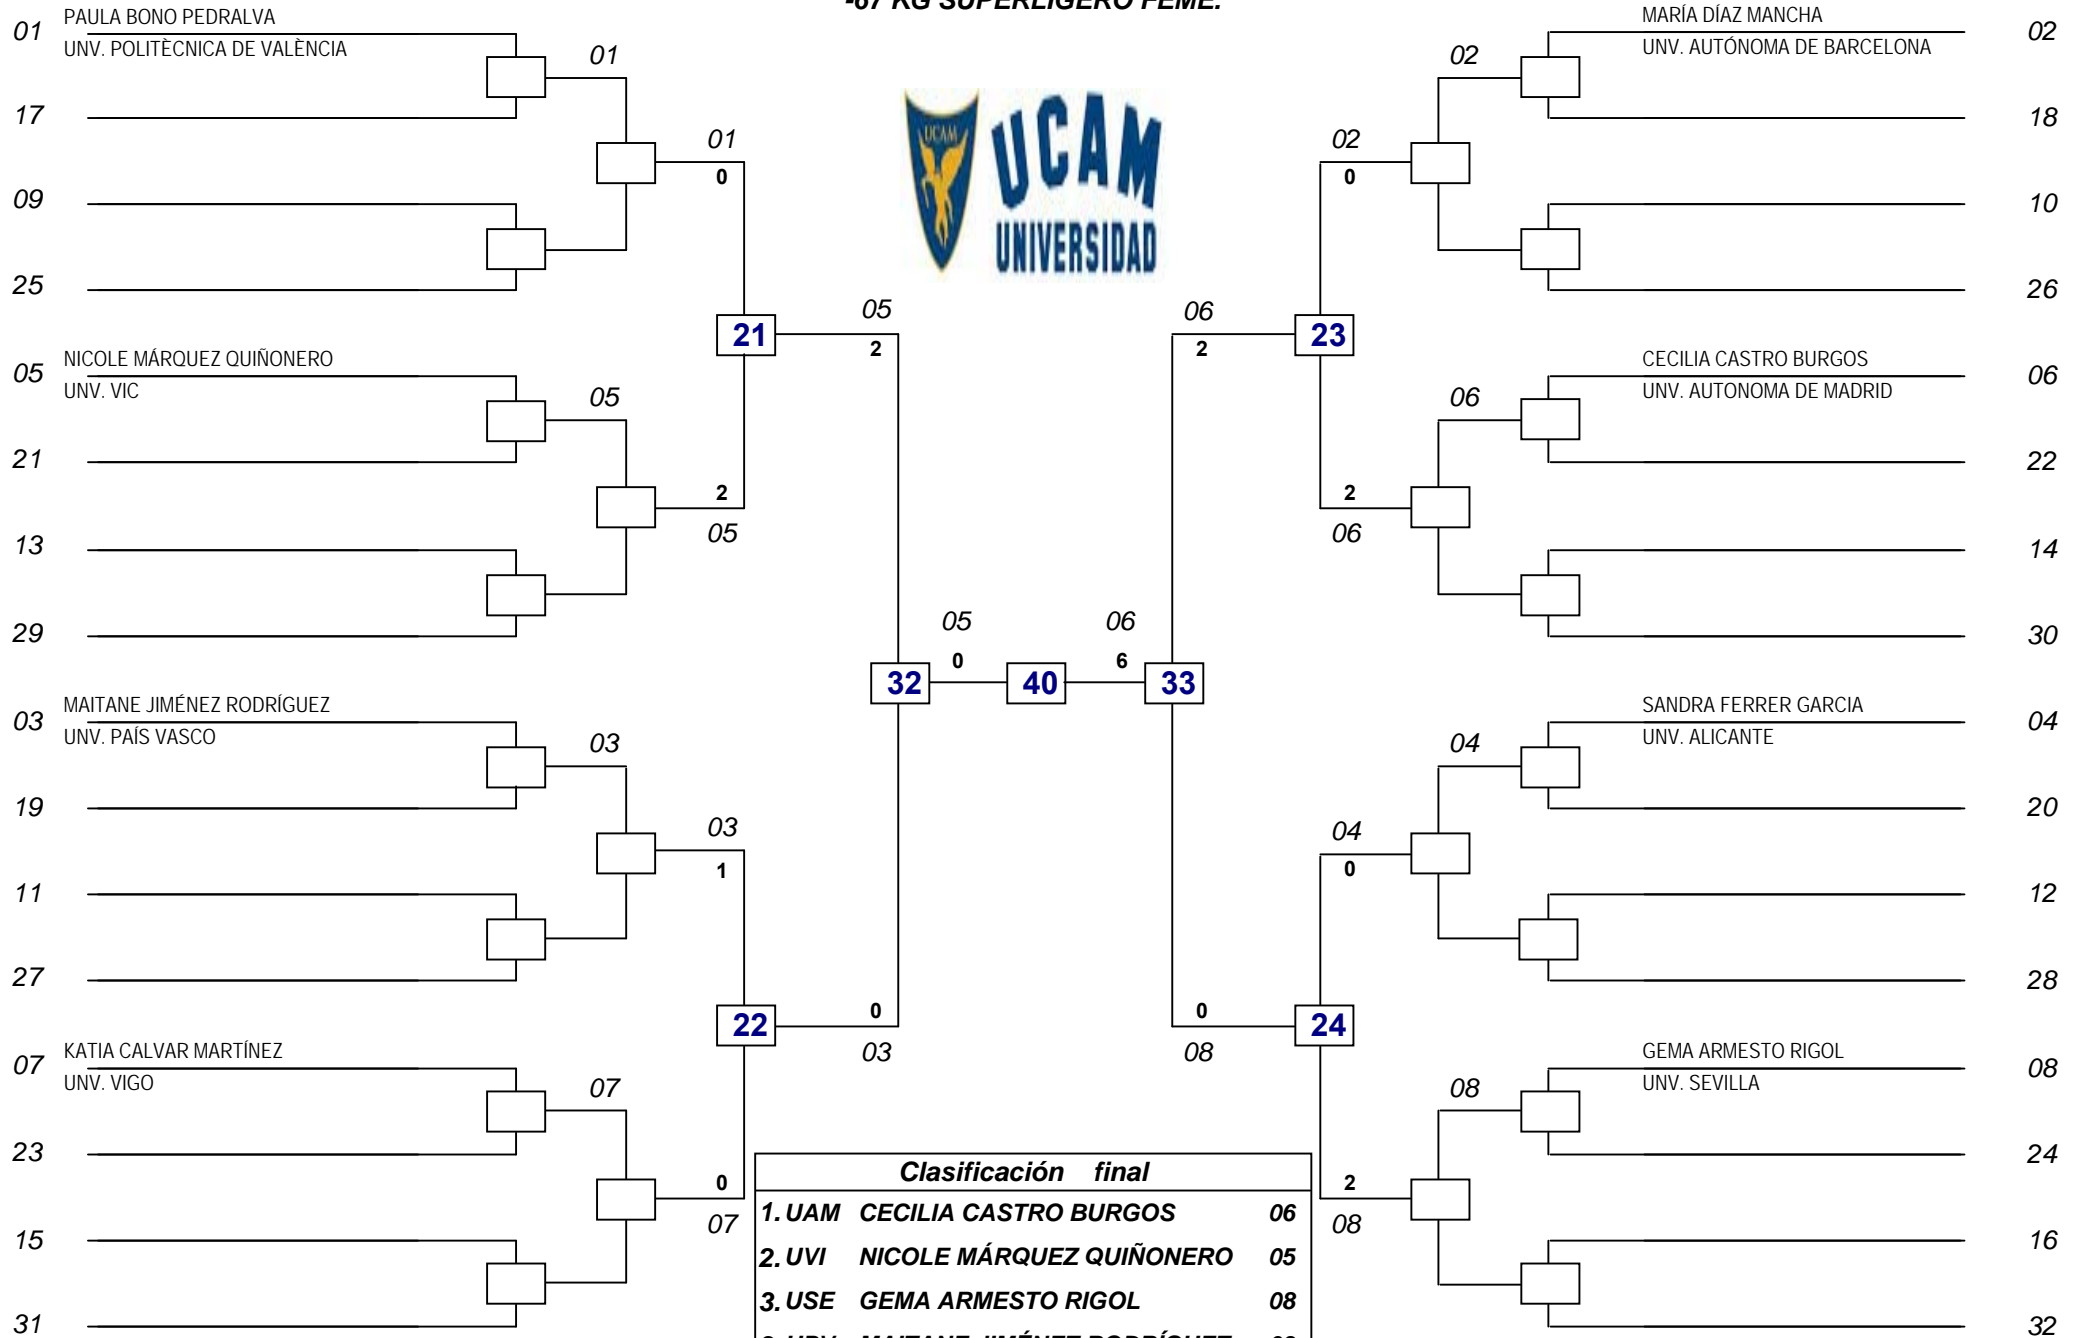 -67 KG SUPERLIGERO FEME.
01 PAULA BONO PEDRALVA
UNV. POLITÈCNICA DE VALÈNCIA
01
17
01
0
09
25
21
05
2
05 NICOLE MÁRQUEZ QUIÑONERO
UNV. VIC
05
21
2
05
13
29
03 MAITANE JIMÉNEZ RODRÍGUEZ
UNV. PAÍS VASCO
03
19
03
1
11
27
22
0
03
07 KATIA CALVAR MARTÍNEZ
UNV. VIGO
07
23
0
07
15
31
UCAM
UCAM
UNIVERSIDAD
05
0
32
40
06
6
33
MARÍA DÍAZ MANCHA 02
UNV. AUTÓNOMA DE BARCELONA
02
18
02
0
10
26
06
2
23
CECILIA CASTRO BURGOS 06
UNV. AUTONOMA DE MADRID
06
22
2
06
14
30
SANDRA FERRER GARCIA 04
UNV. ALICANTE
04
20
04
0
12
28
0
08
24
GEMA ARMESTO RIGOL 08
UNV. SEVILLA
08
24
2
08
16
32
Clasificación final
1. UAM CECILIA CASTRO BURGOS 06
2. UVI NICOLE MÁRQUEZ QUIÑONERO 05
3. USE GEMA ARMESTO RIGOL 08